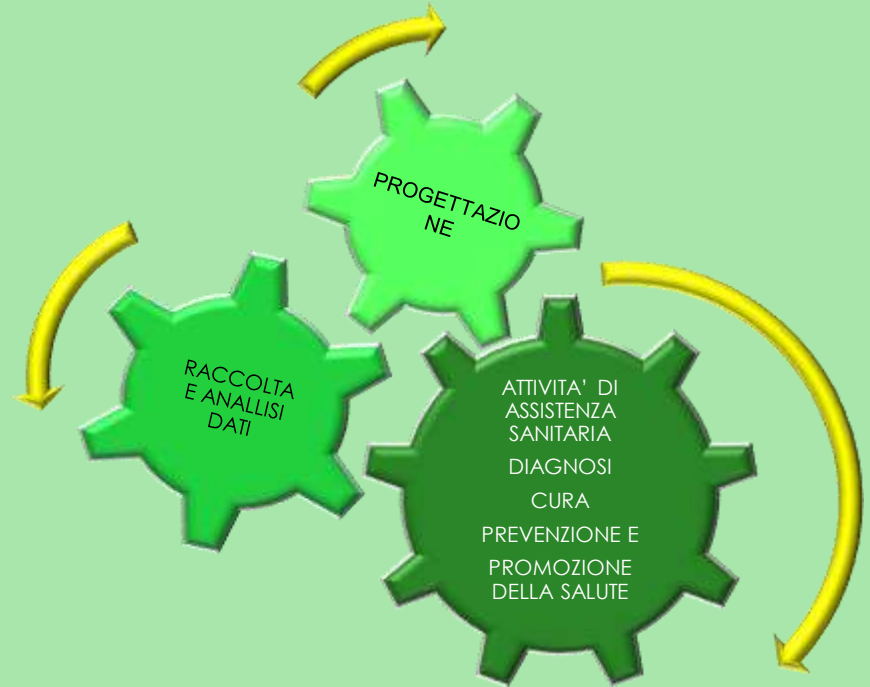 PROGETTAZIO
NE
RACCOLTA
E ANALLISI
DATI
ATTIVITA' DI
ASSISTENZA
SANITARIA
DIAGNOSI
CURA
PREVENZIONE E
PROMOZIONE
DELLA SALUTE